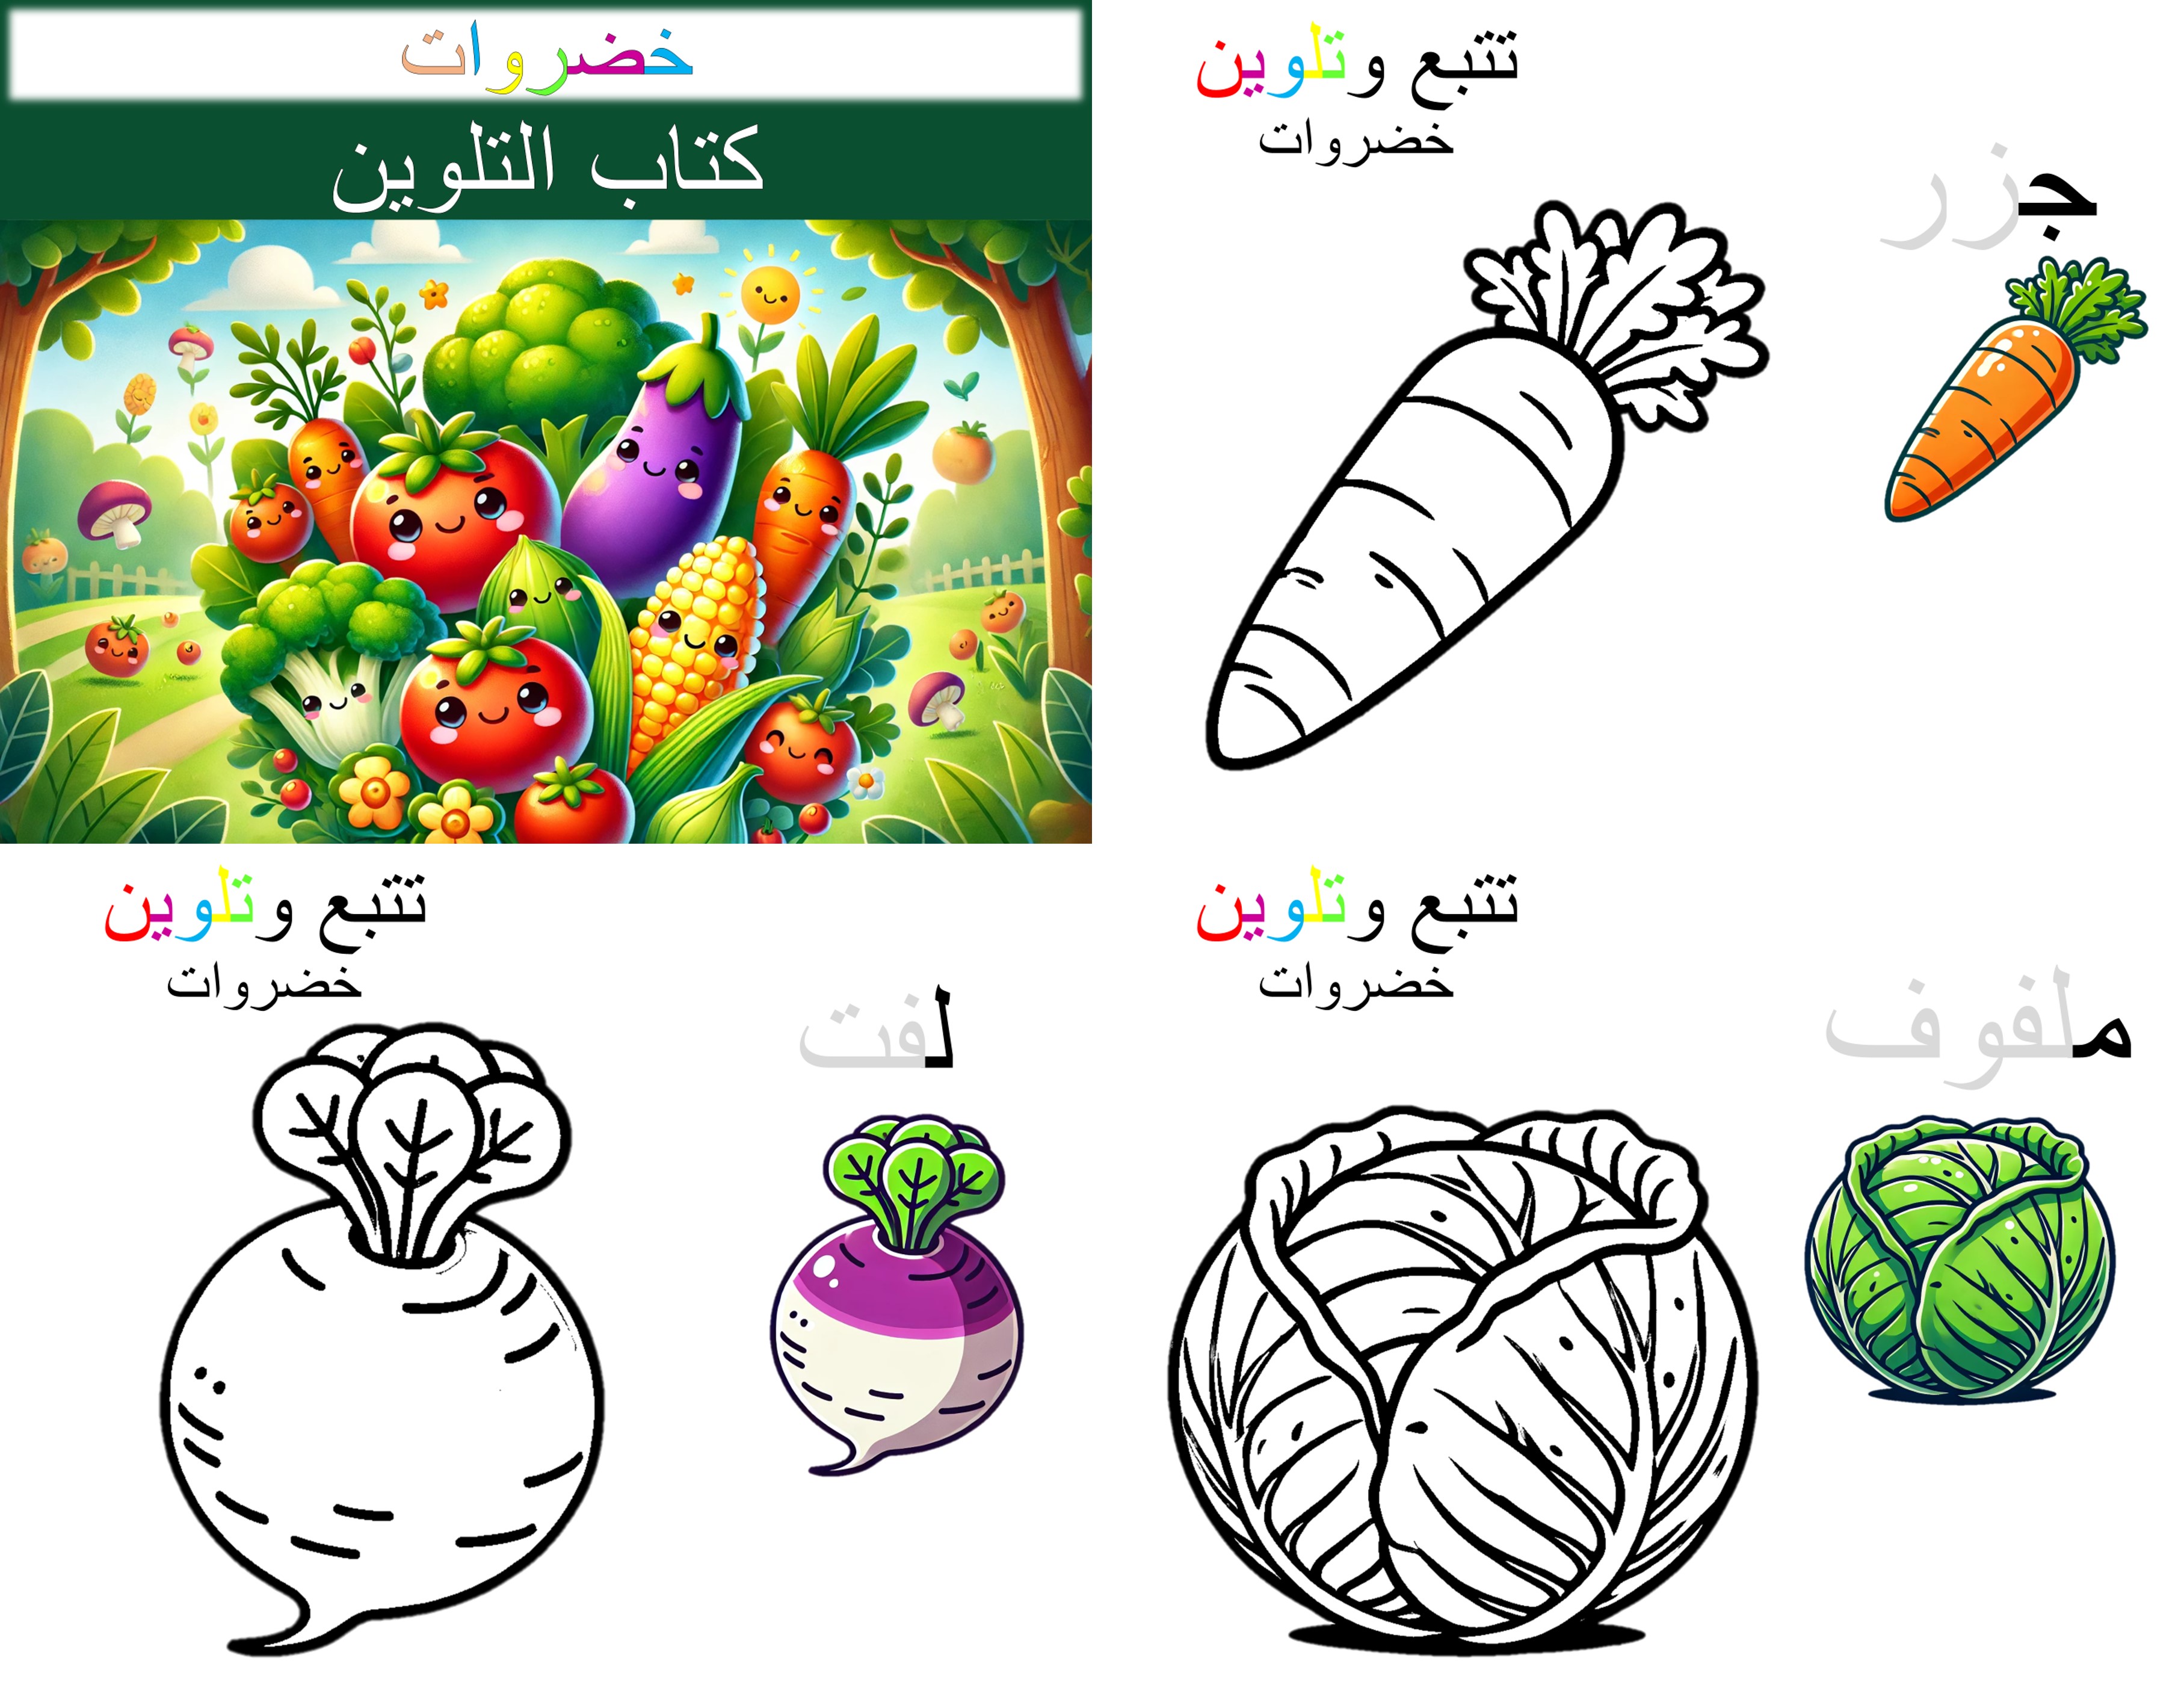 خضروات
كتاب التلوين
تتبع وتلوين
خضروات
جزر
تتبع وتلوين
خضروات
لفت
تتبع وتلوين
خضروات
ملفوف